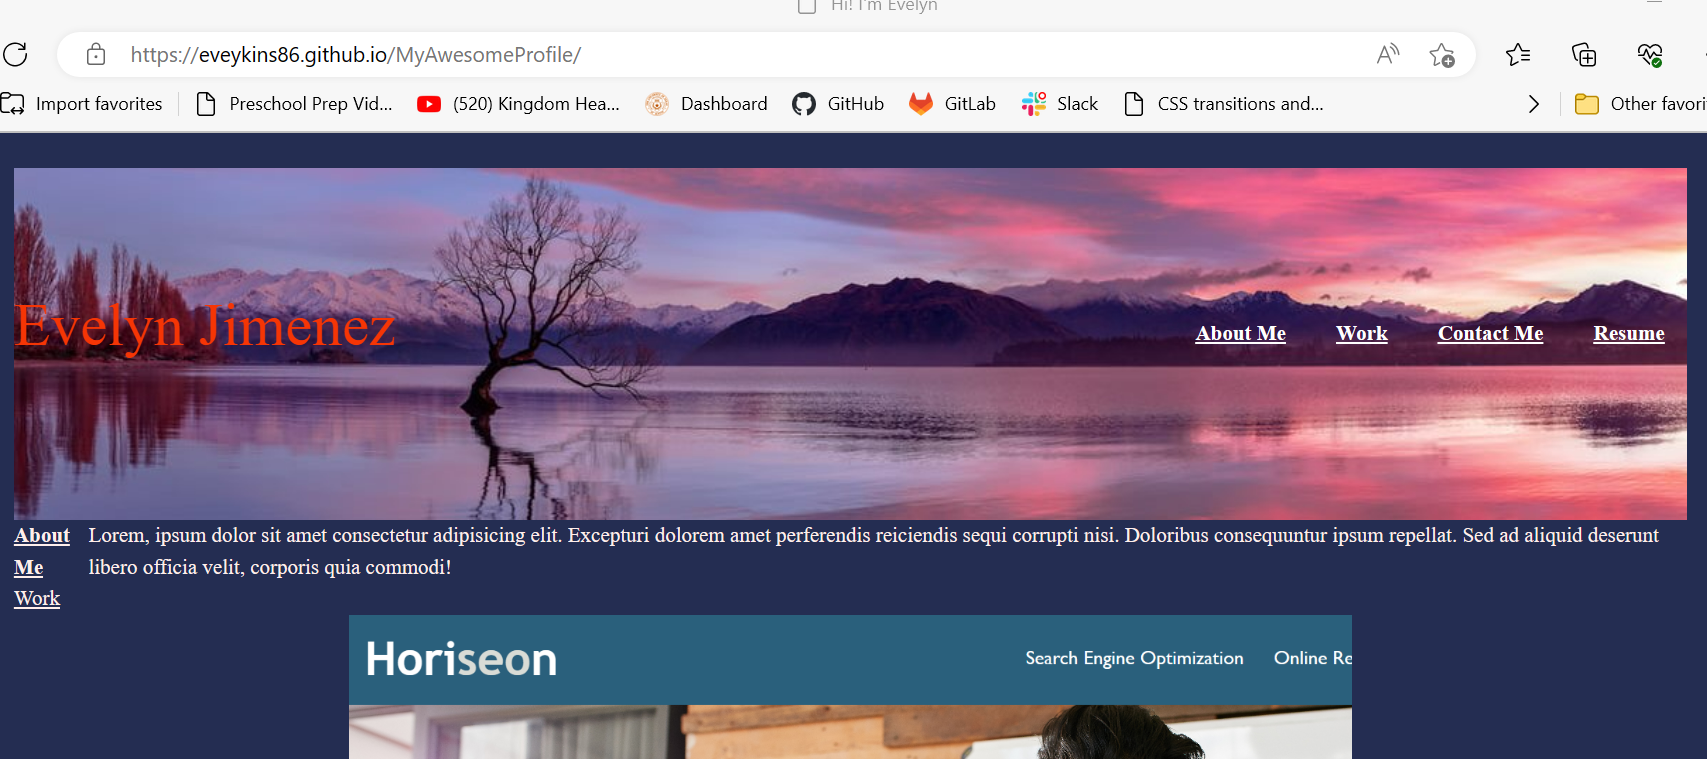 Hi! I'm Evelyn
https://eveykins86.github.io/MyAwesomeProfile/
Import favorites Preschool Prep Vid... (520) Kingdom Hea... Dashboard GitHub GitLab Slack CSS transitions and... Other favori
Evelyn Jimenez
About Me Work Contact Me Resume
About Lorem, ipsum dolor sit amet consectetur adipisicing elit. Excepturi dolorem amet perferendis reiciendis sequi corrupti nisi. Doloribus consequuntur ipsum repellat. Sed ad aliquid deserunt
Me libero officia velit, corporis quia commodi!
Work
Horiseon Search Engine Optimization Online Re